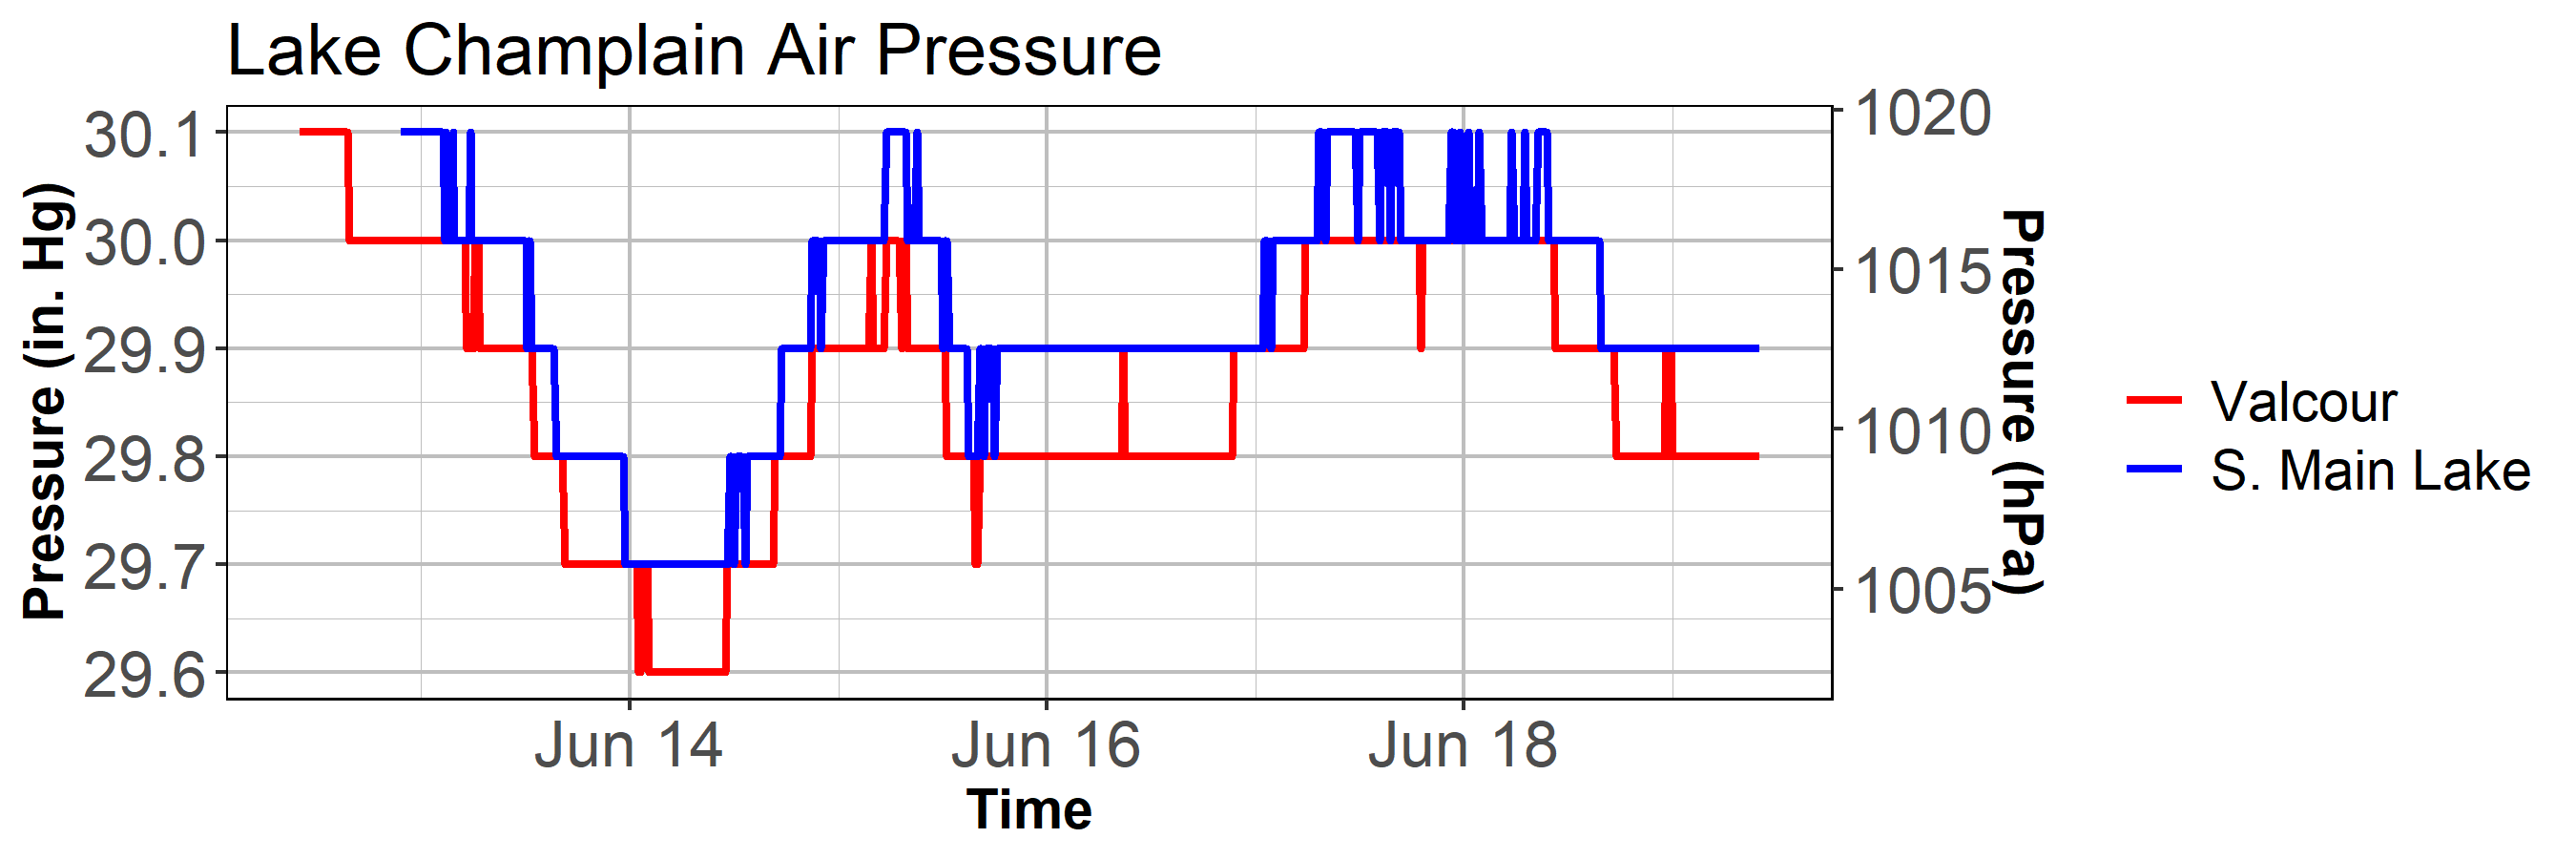 Lake Champlain Air Pressure
Pressure (in. Hg)
30.1
30.0
29.9
29.8
29.7
29.6
1020
1015
1010
1005
Pressure (hPa)
Jun 14
Jun 16
Jun 18
Time
Valcour
S. Main Lake